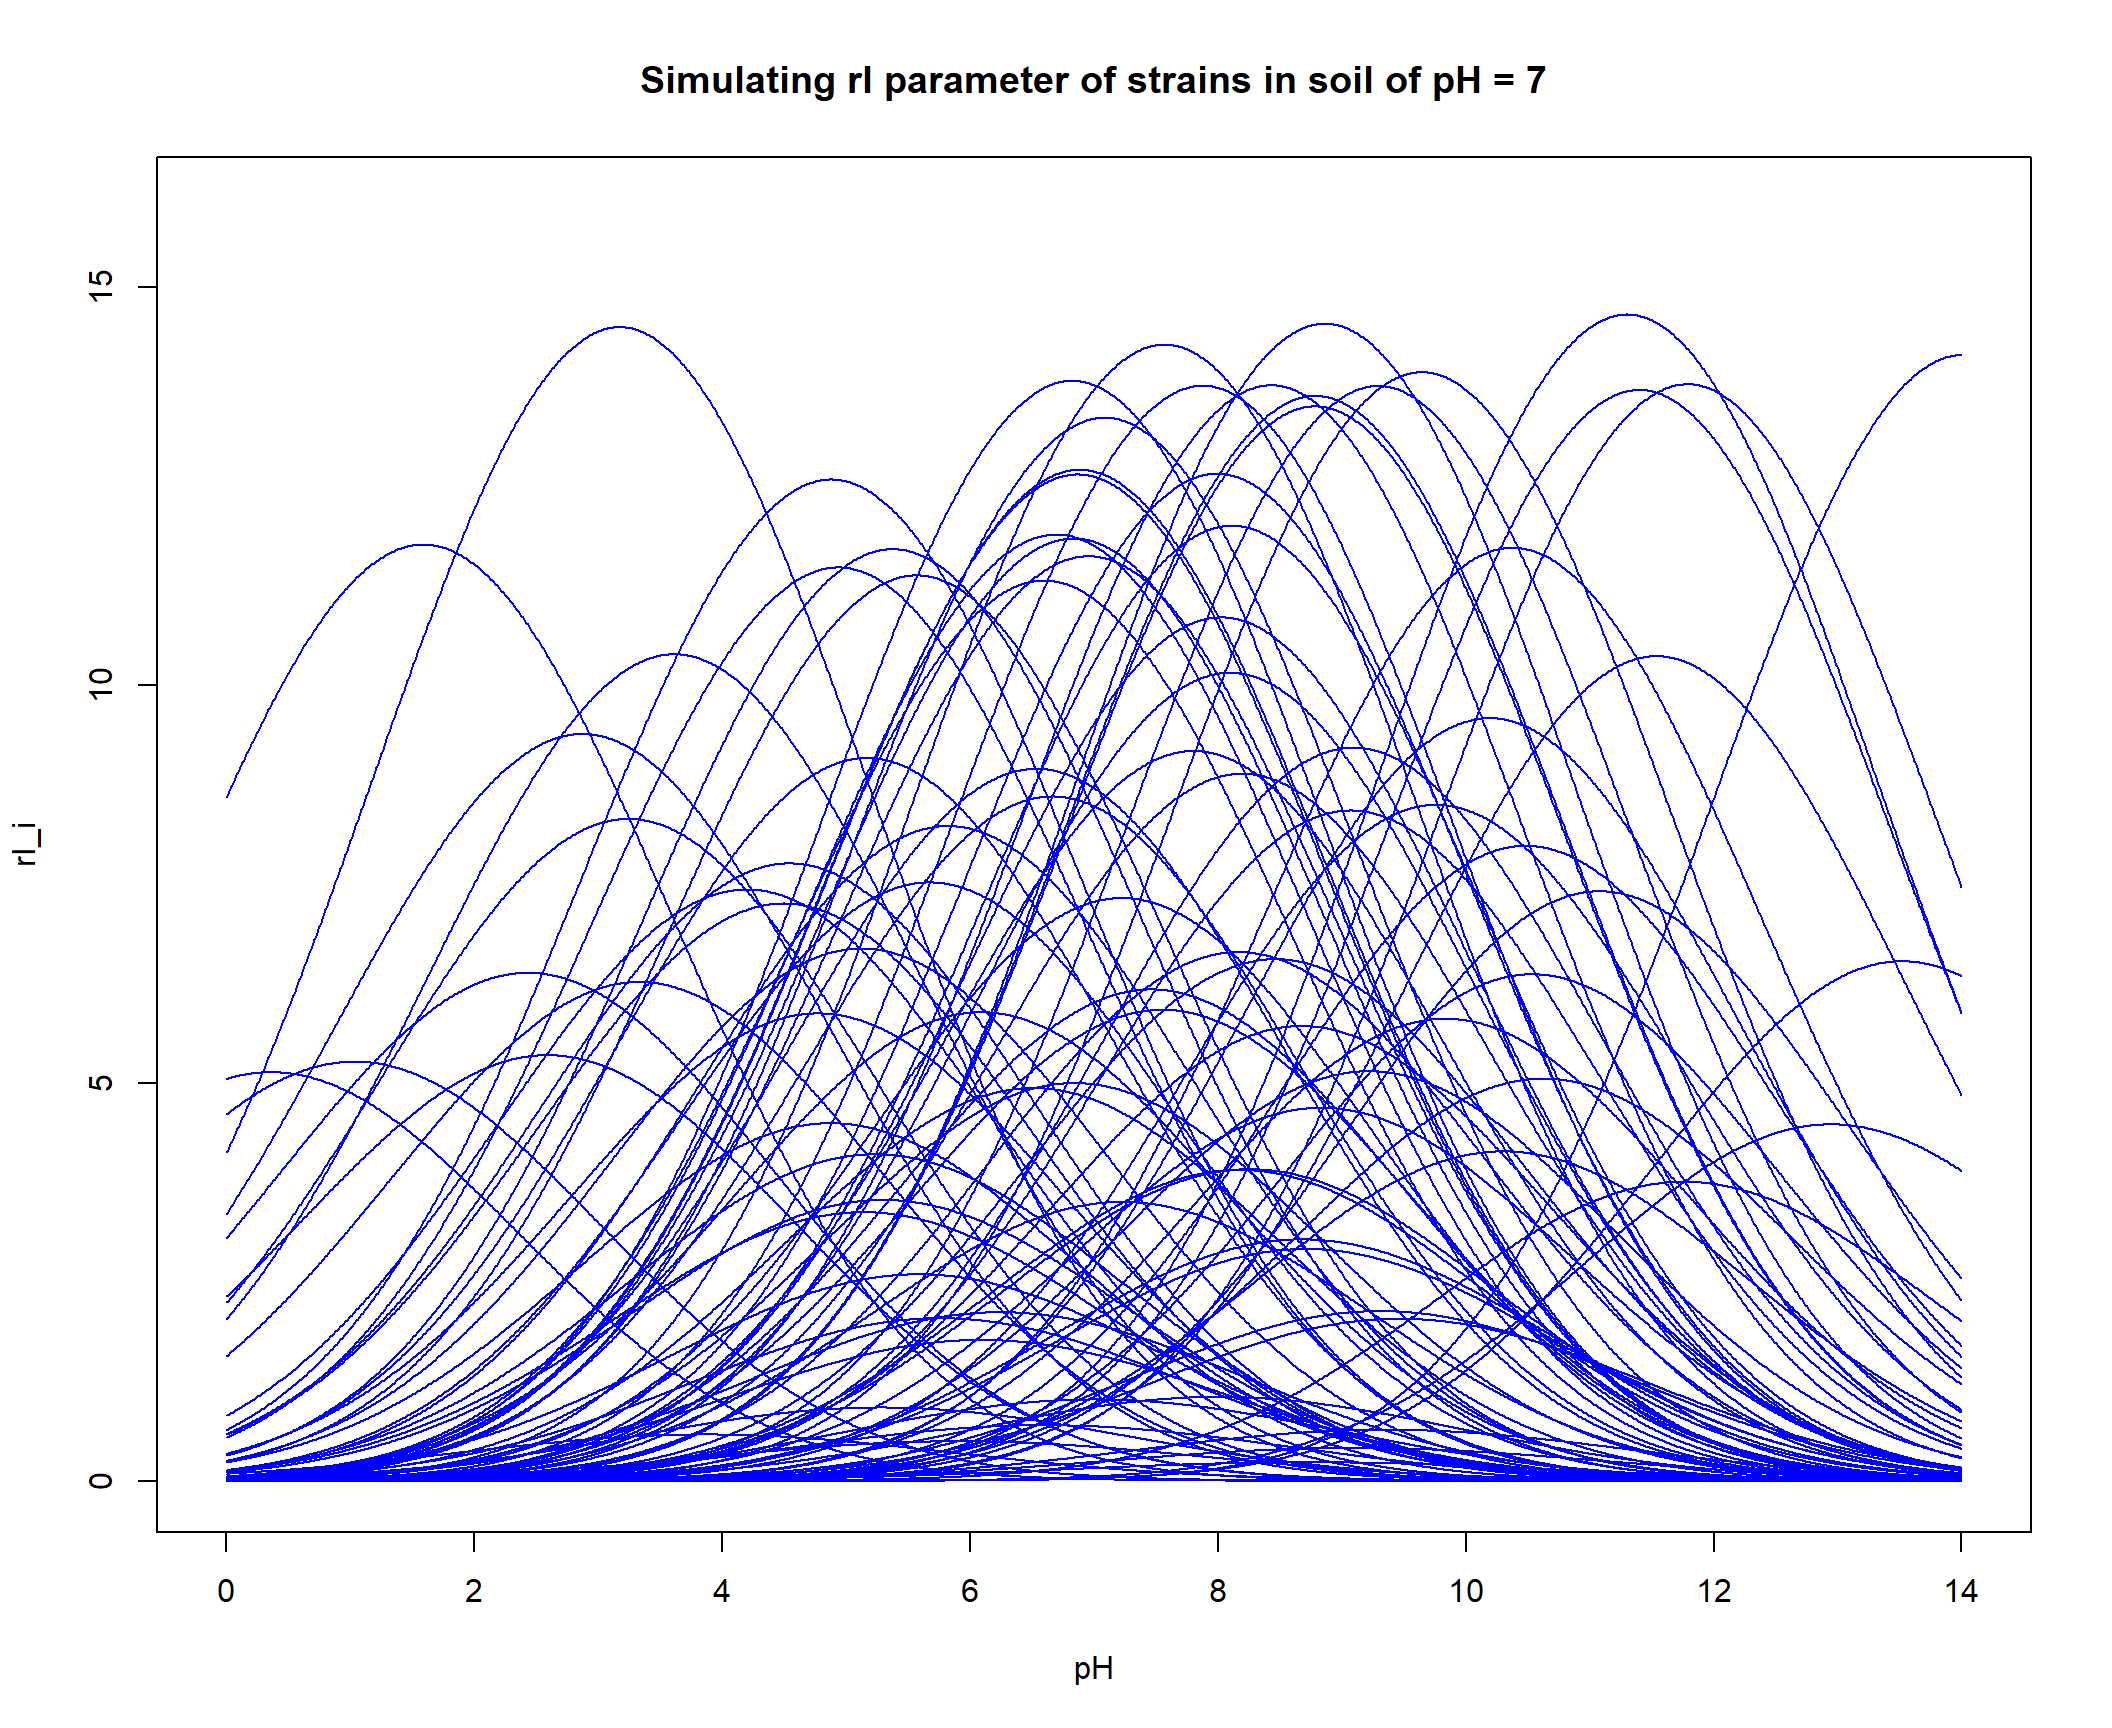 Simulating rl parameter of strains in soil of pH = 7
15
10
5
0
rl_i
0 2 4 6 8 10 12 14
pH